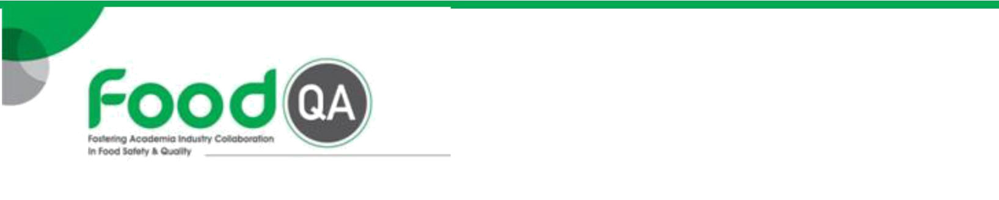 Food QA
Fostering Academia Industry Collaboration
In Food Safety & Quality